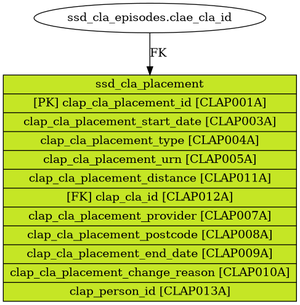 ssd_cla_episodes.clae_cla_id
FK
ssd_cla_placement
[PK] clap_cla_placement_id [CLAP001A]
clap_cla_placement_start_date [CLAP003A]
clap_cla_placement_type [CLAP004A]
clap_cla_placement_urn [CLAP005A]
clap_cla_placement_distance [CLAP011A]
[FK] clap_cla_id [CLAP012A]
clap_cla_placement_provider [CLAP007A]
clap_cla_placement_postcode [CLAP008A]
clap_cla_placement_end_date [CLAP009A]
clap_cla_placement_change_reason [CLAP010A]
clap_person_id [CLAP013A]